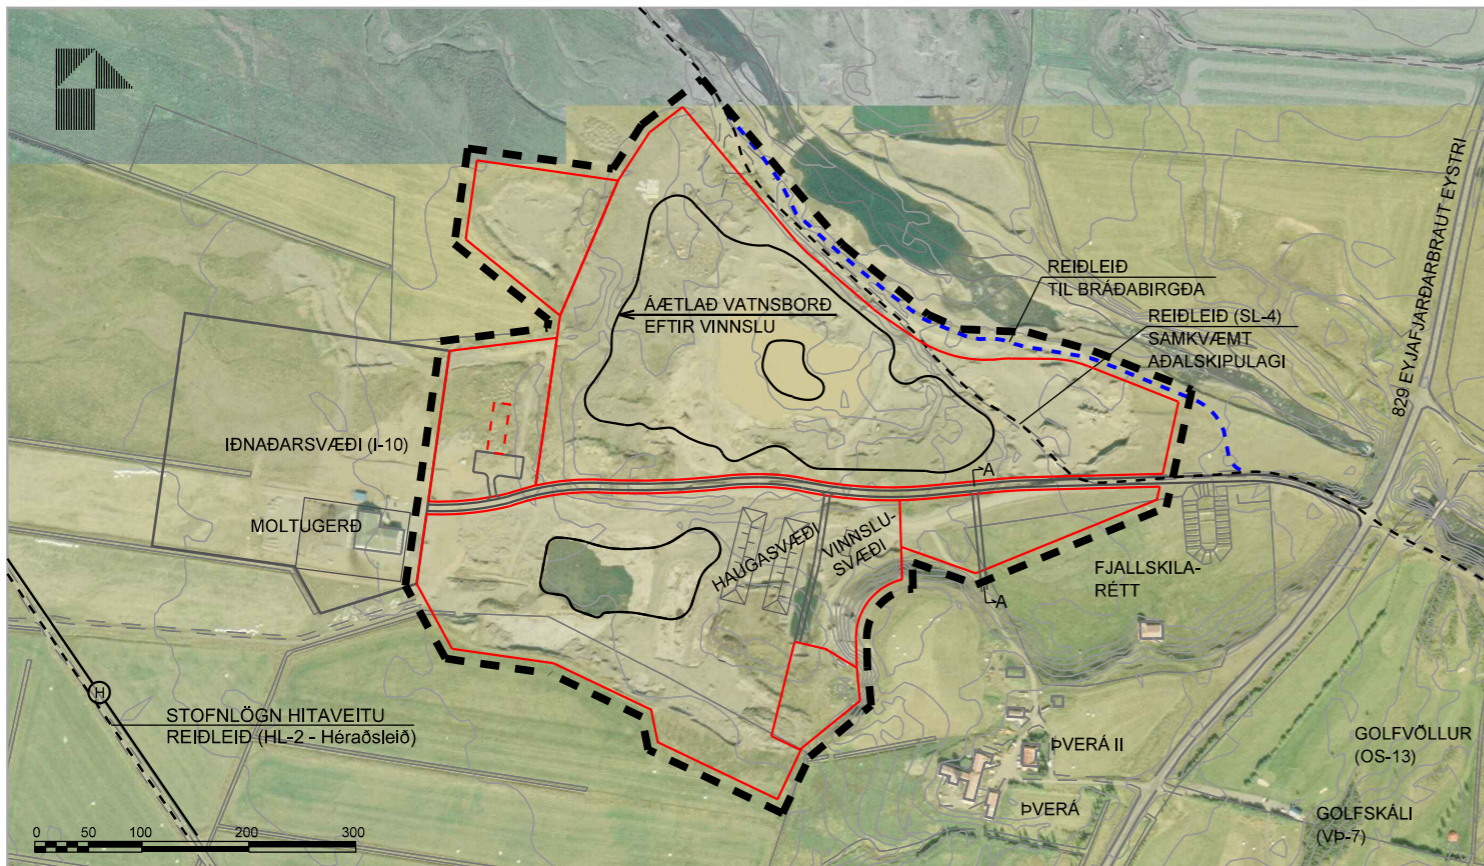 829 EYJAFJARÐARBRAUT EYSTRI
REIÐLEIÐ
TIL BRÁÐABIRGÐA
ÁÆTLAÐ VATNSBORÐ
EFTIR VINNSLU
REIÐLEIÐ (SL-4)
SAMKVÆMT
AÐALSKIPULAGI
IÐNAÐARSVÆÐI (I-10)
A
MOLTUGERÐ
HAUGASVÆÐI
VINNSLU-
SVÆÐI
FJALLSKILA-
RÉTT
A
H
STOFNLÖGN HITAVEITU
REIÐLEIÐ (HL-2 - Héraðsleið)
ÞVERÁ II
GOLFVÖLLUR
(OS-13)
ÞVERÁ
GOLFSKÁLI
(VÞ-7)
0 50 100 200 300